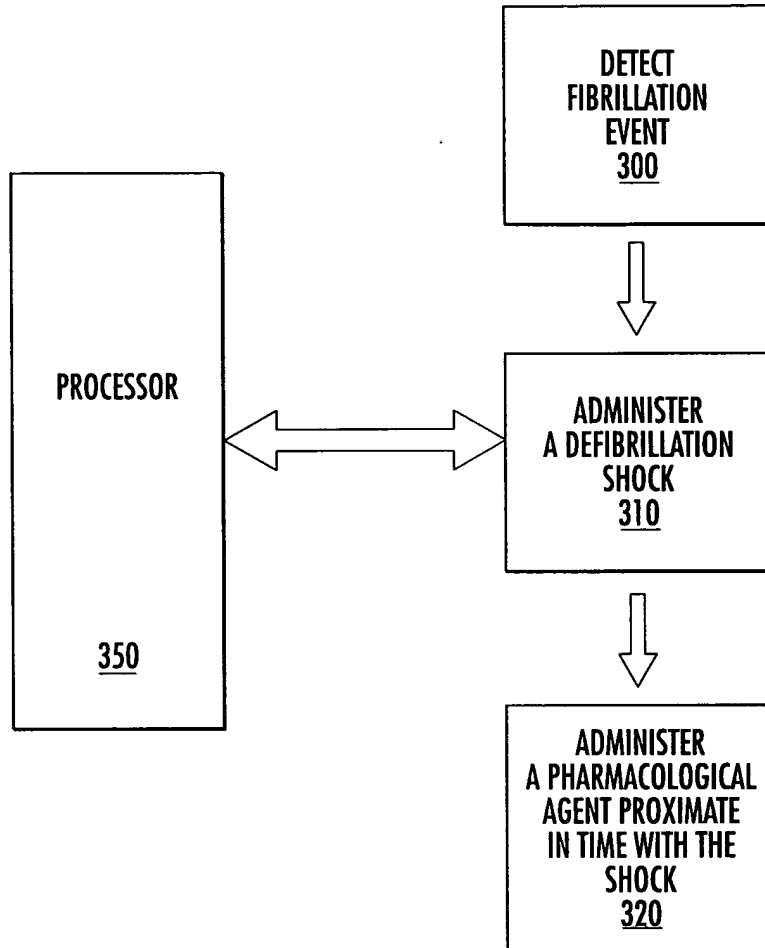 DETECT
FIBRILLATION
EVENT
300
PROCESSOR
350
ADMINISTER
A DEFIBRILLATION
SHOCK
310
ADMINISTER
A PHARMACOLOGICAL
AGENT PROXIMATE
IN TIME WITH THE
SHOCK
320